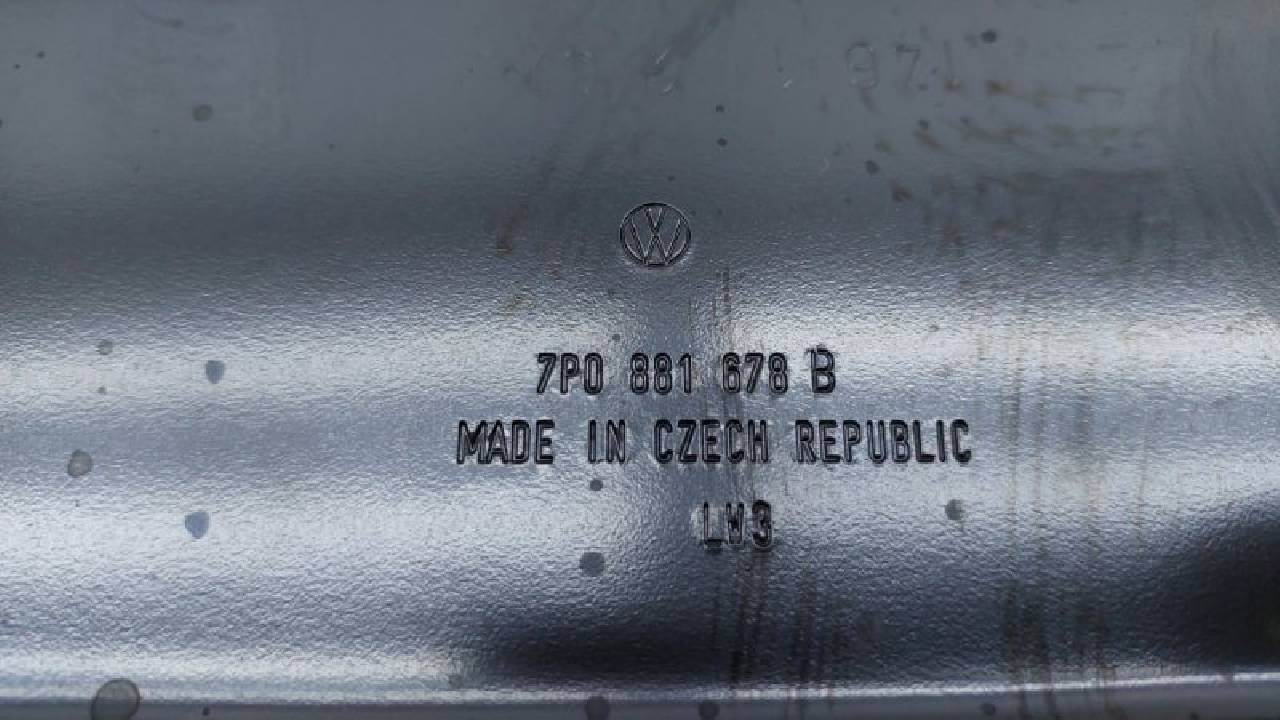 7P0 881 678 B
MADE IN CZECH REPUBLIC
LW3